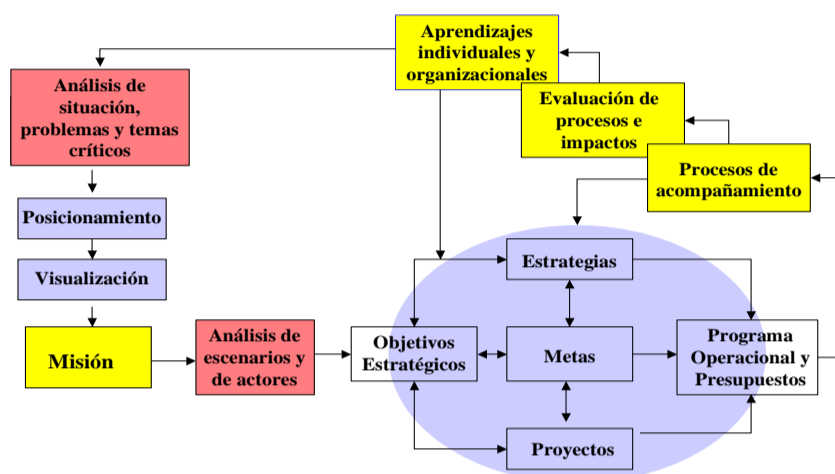 Aprendizajes
individuales y
organizacionales
Análisis de
situación,
problemas y temas
críticos
Evaluación de
procesos e
impactos
Procesos de
acompañamiento
Posicionamiento
Visualización
Misión
Análisis de
escenarios y
de actores
Objetivos
Estratégicos
Estrategias
Metas
Proyectos
Programa
Operacional y
Presupuestos